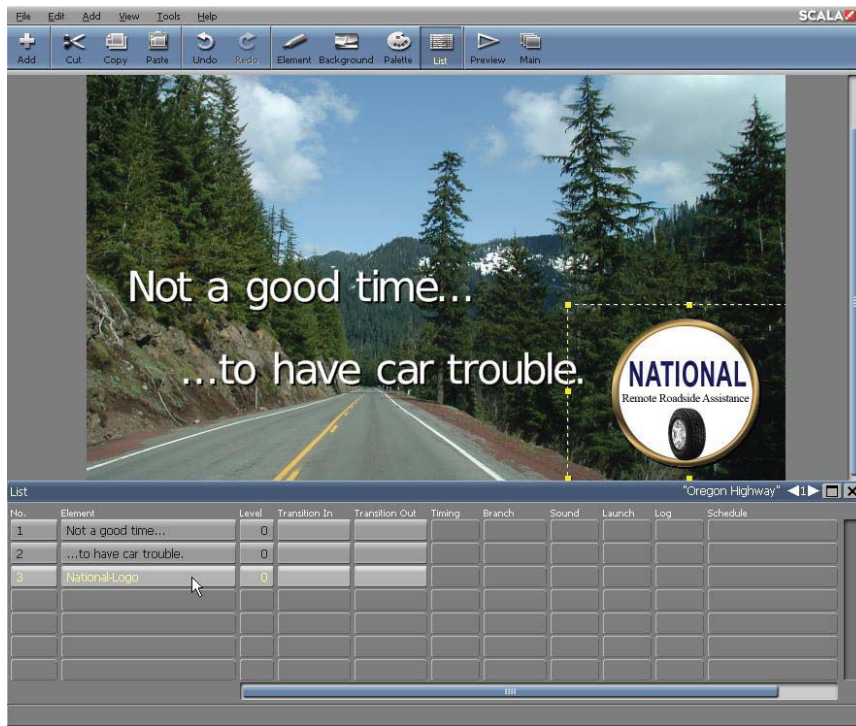 File Edit Add View Tools Help SCALA
Add Cut Copy Paste Undo Redo Element Background Palette List Preview Main
Not a good time...
...to have car trouble.
NATIONAL
Remote Roadside Assistance
List "Oregon Highway" 1
No. Element Level Transition In Transition Out Timing Branch Sound Launch Log Schedule
1 Not a good time... 0
2 ...to have car trouble. 0
3 National-Logo 0